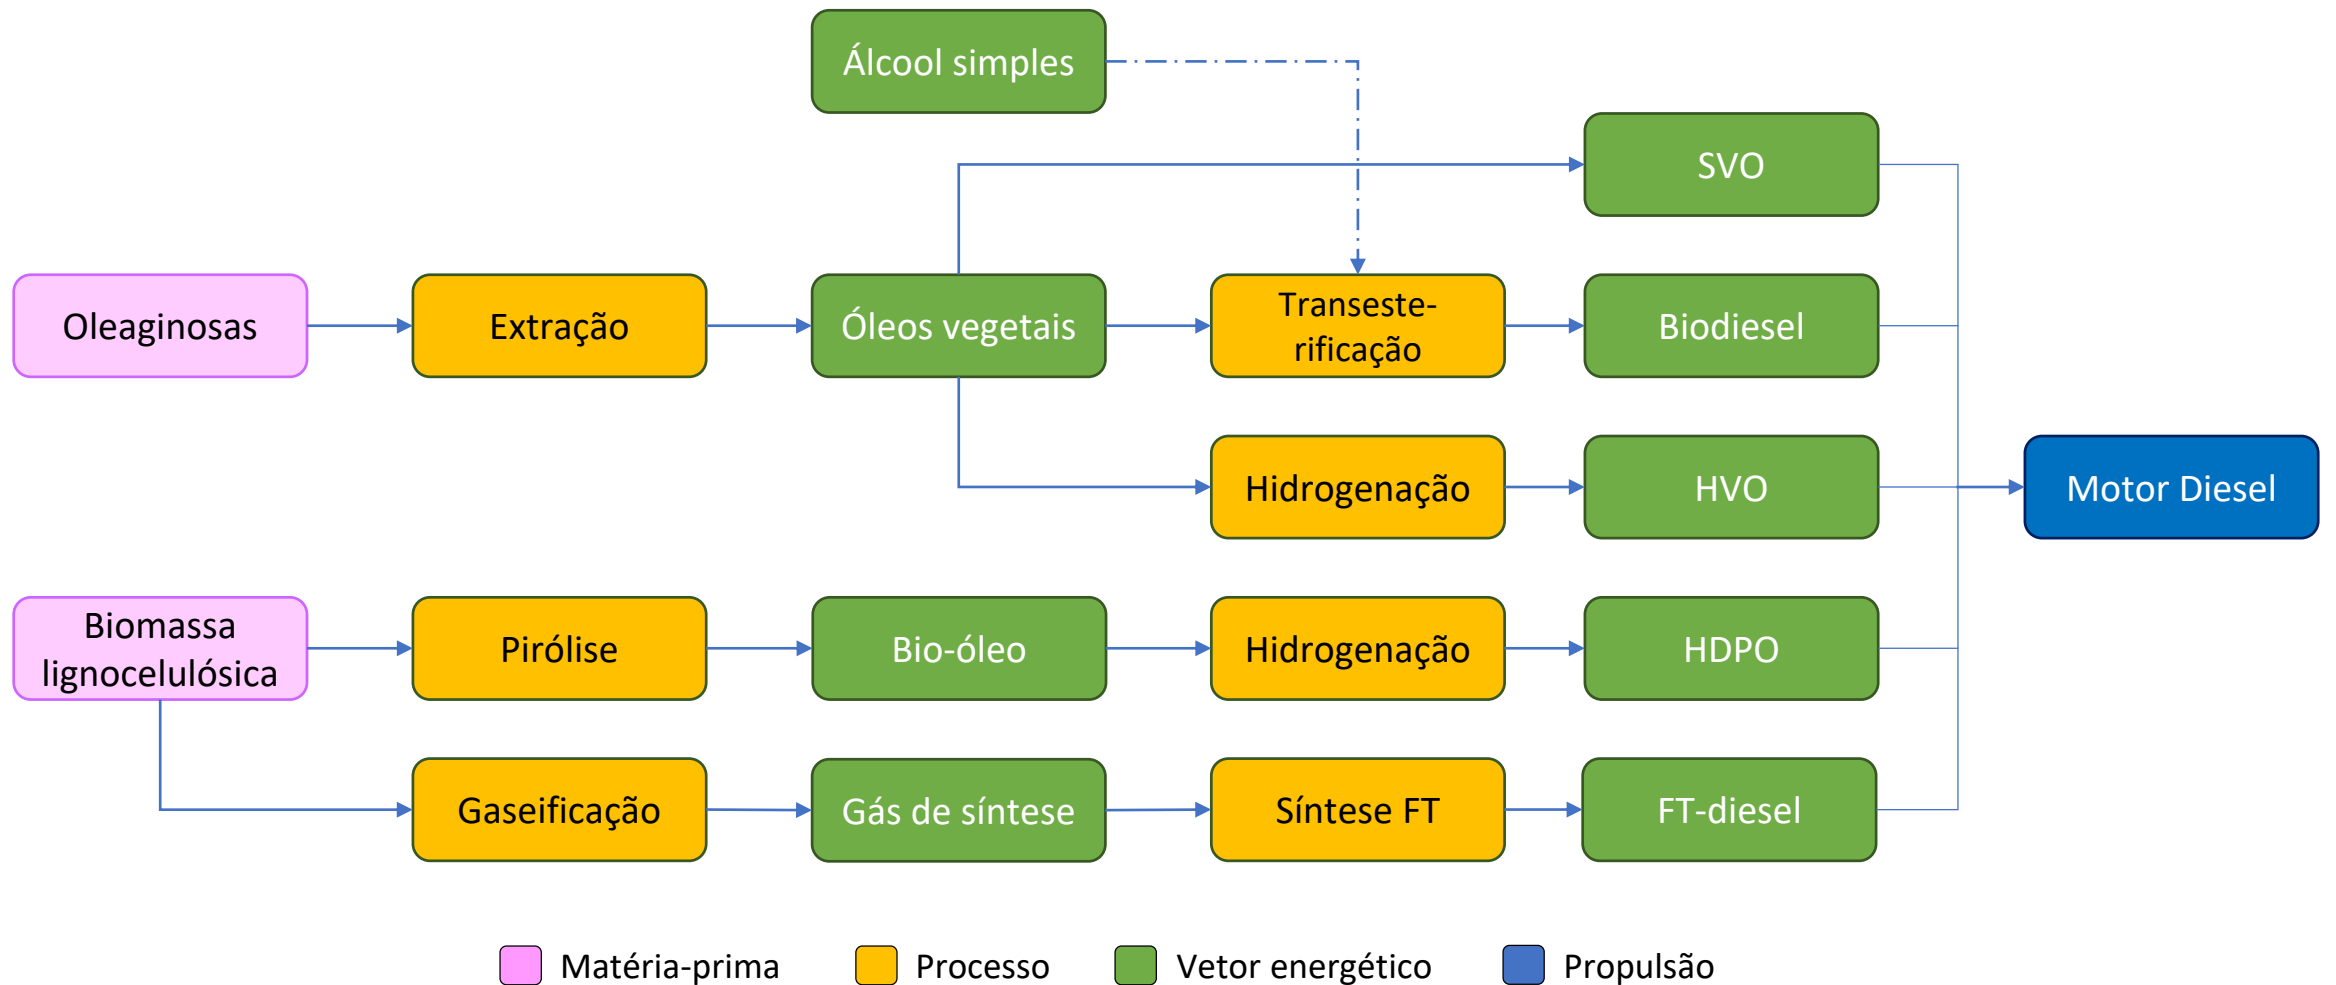 Álcool simples
SVO
Oleaginosas
Extração
Óleos vegetais
Transeste-
rificação
Biodiesel
Hidrogenação
HVO
Motor Diesel
Biomassa
lignocelulósica
Pirólise
Bio-óleo
Hidrogenação
HDPO
Gaseificação
Gás de síntese
Síntese FT
FT-diesel
Matéria-prima
Processo
Vetor energético
Propulsão